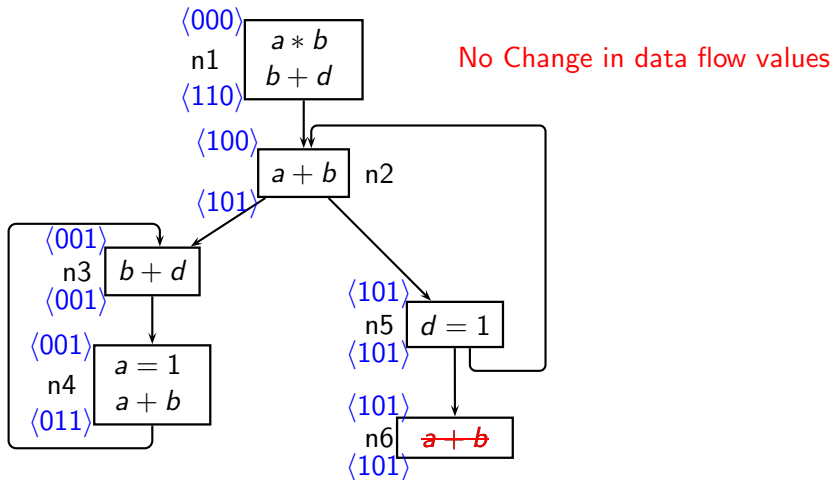 ⟨000⟩
n1
a ∗ b
b + d
No Change in data flow values
⟨110⟩
⟨100⟩
a + b
n2
⟨101⟩
⟨001⟩
n3
b + d
⟨001⟩
⟨101⟩
n5
d = 1
⟨101⟩
⟨001⟩
n4
a = 1
a + b
⟨011⟩
⟨101⟩
n6
a + b
⟨101⟩